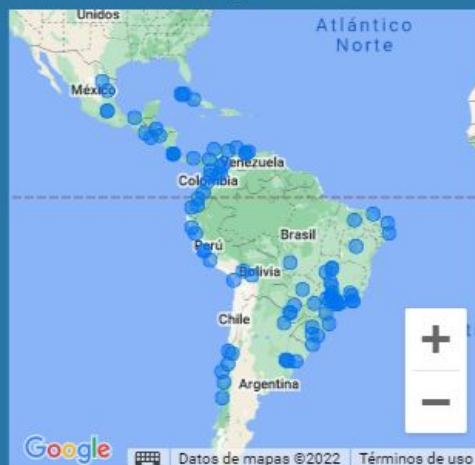 Unidos
Atlántico
Norte
México
Venezuela
Colombia
Brasil
Perú
Bolivia
Chile
Argentina
+
−
Google
Datos de mapas ©2022
Términos de uso